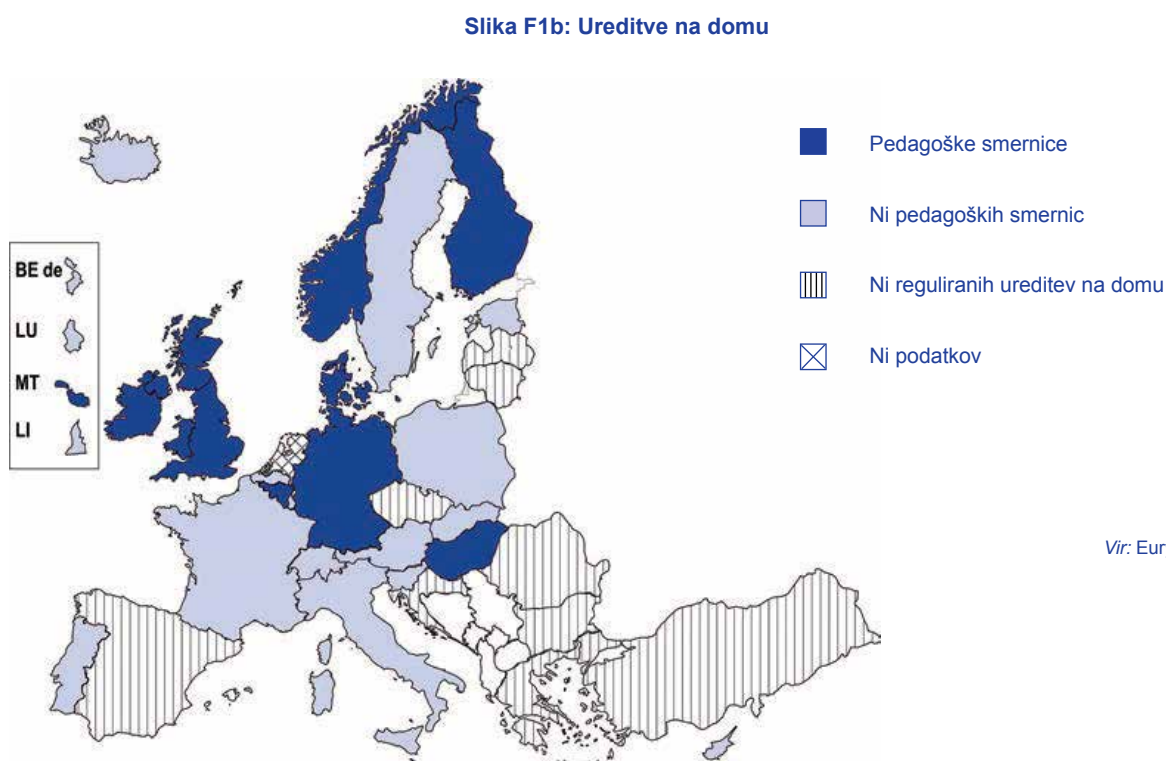 Slika F1b: Ureditve na domu
Pedagoške smernice
Ni pedagoških smernic
Ni reguliranih ureditev na domu
Ni podatkov
BE de
LU
MT
LI
Vir: Eur